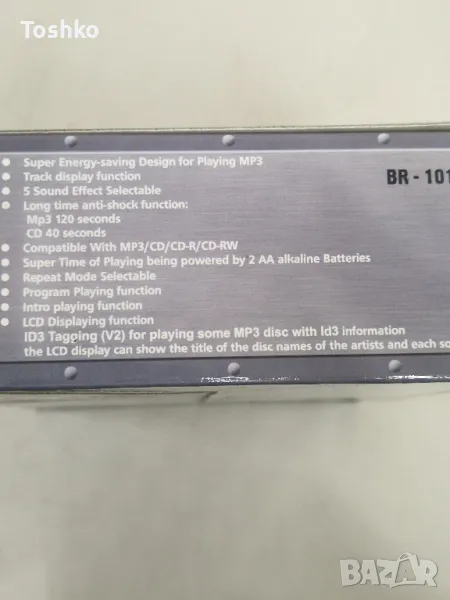 Toshko
Super Energy-saving Design for Playing MP3
Track display function
5 Sound Effect Selectable
Long time anti-shock function:
Mp3 120 seconds
CD 40 seconds
Compatible With MP3/CD/CD-R/CD-RW
Super Time of Playing being powered by 2 AA alkaline Batteries
Repeat Mode Selectable
Program Playing function
Intro playing function
LCD Displaying function
ID3 Tagging (V2) for playing some MP3 disc with Id3 information
the LCD display can show the title of the disc names of the artists and each so
BR - 101
BAZAR